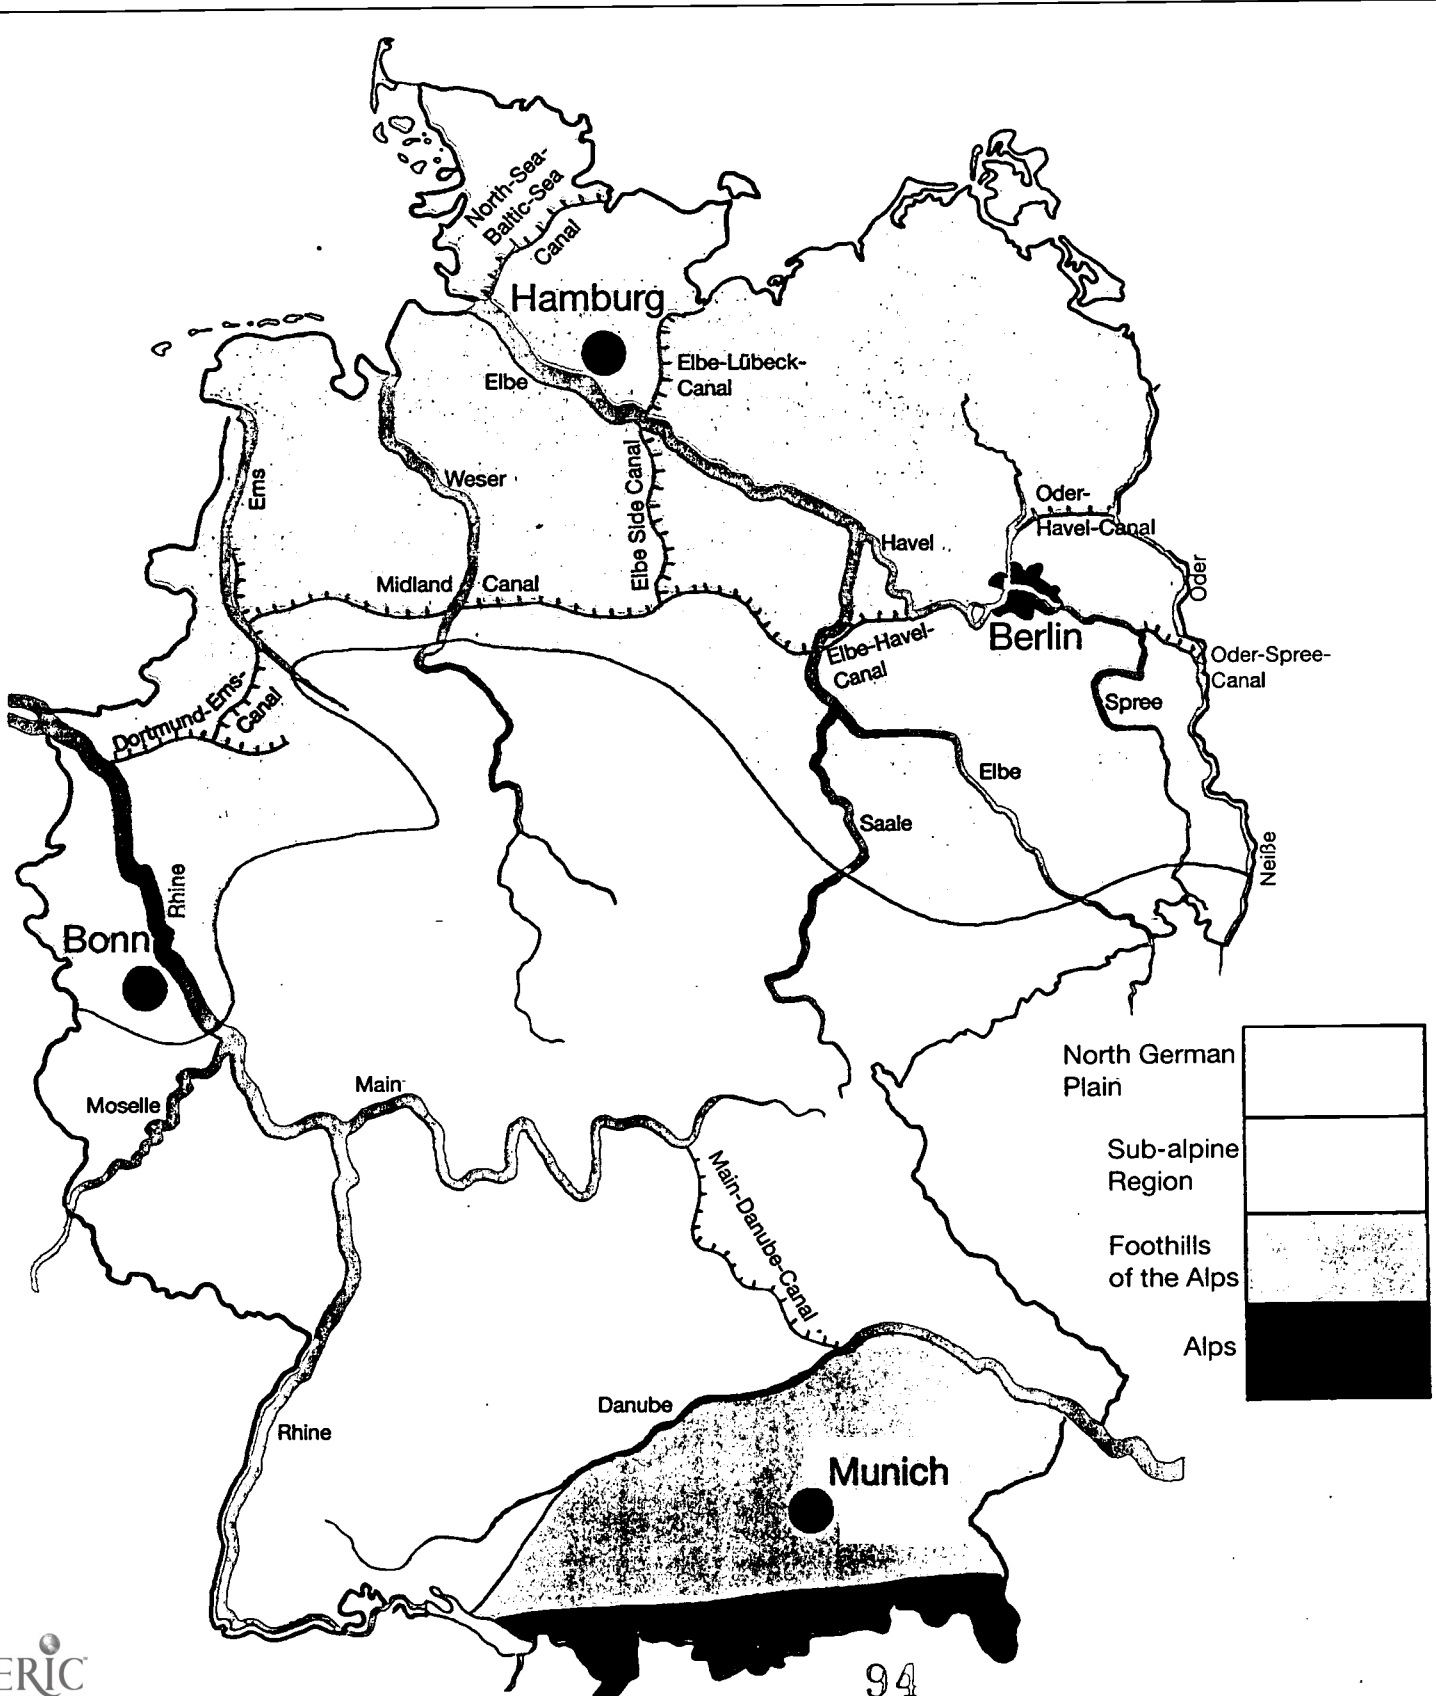 North-Sea-
Baltic-Sea
Canal
Hamburg
Elbe-Lübeck-
Canal
Elbe
Ems
Weser
Elbe Side Canal
Oder-
Havel-Canal
Havel
Oder
Midland Canal
Berlin
Elbe-Havel-
Canal
Oder-Spree-
Canal
Spree
Dortmund-Ems-
Canal
Elbe
Saale
Neiße
Rhine
Bonn
Moselle
Main
Main-Danube-Canal
North German
Plain
Sub-alpine
Region
Foothills
of the Alps
Alps
Danube
Rhine
Munich
94
ERIC